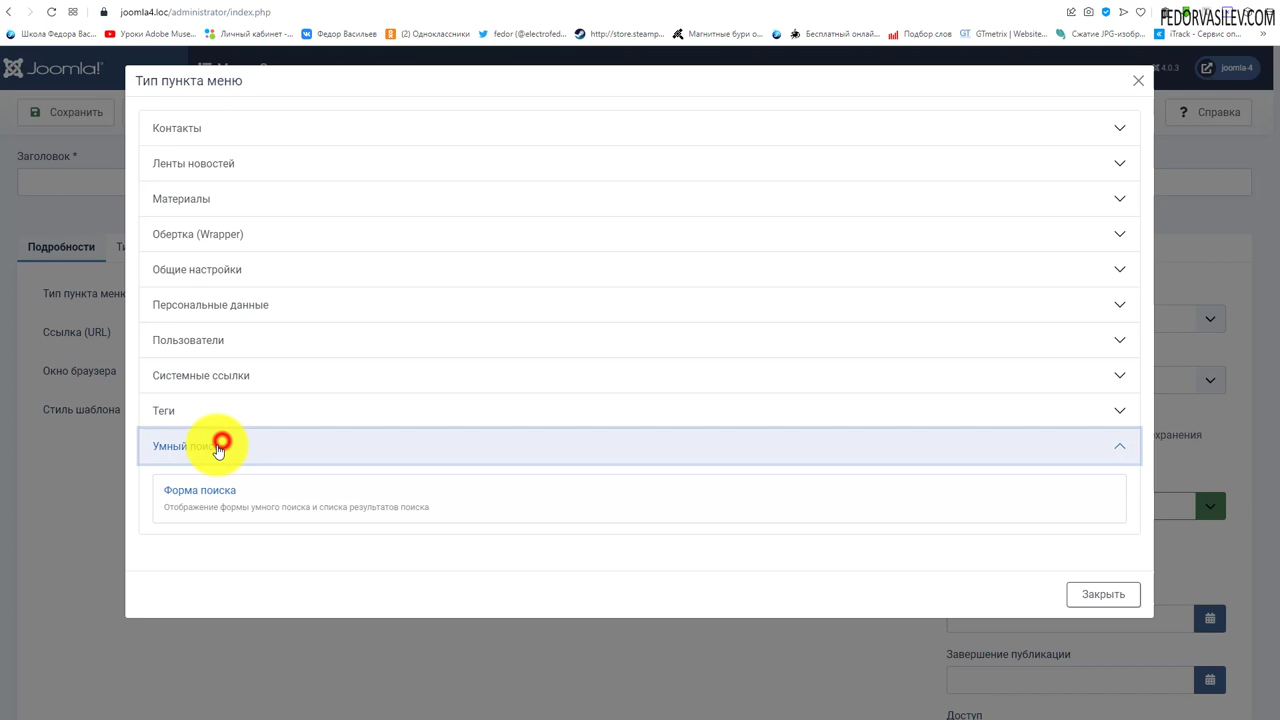 joomla4.loc/administrator/index.php
FEDORVASILEV.COM
Школа Федора Вас...
Уроки Adobe Muse...
Личный кабинет -...
Федор Васильев
(2) Одноклассники
fedor (@electrofed...
http://store.steamp...
Магнитные бури о...
Бесплатный онлай...
Подбор слов
GTmetrix | Website...
Сжатие JPG-изобр...
iTrack - Сервис оп...
Joomla!
4.0.3
joomla-4
Тип пункта меню
Сохранить
Справка
Контакты
Заголовок *
Ленты новостей
Материалы
Обертка (Wrapper)
Подробности
Общие настройки
Тип пункта меню
Персональные данные
Ссылка (URL)
Пользователи
Окно браузера
Системные ссылки
Стиль шаблона
Теги
Умный поиск
Форма поиска
Отображение формы умного поиска и списка результатов поиска
Закрыть
Завершение публикации
Доступ